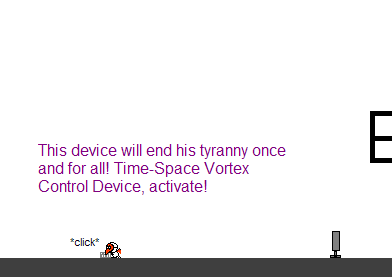 This device will end his tyranny once
and for all! Time-Space Vortex
Control Device, activate!
*click*